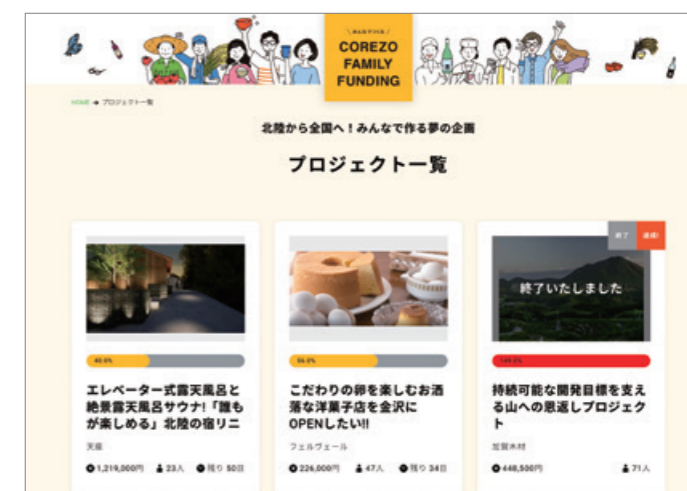 \ みんなでつくる /
COREZO
FAMILY
FUNDING
HOME → プロジェクト一覧
北陸から全国へ！みんなで作る夢の企画
プロジェクト一覧
終了 達成!
終了いたしました
40.6%
56.0%
エレベーター式露天風呂と
絶景露天風呂サウナ!「誰も
が楽しめる」北陸の宿リニ
天座
1,219,000円 23人 残り 50日
こだわりの卵を楽しむお洒
落な洋菓子店を金沢に
OPENしたい!!
フェルヴェール
226,000円 47人 残り 34日
持続可能な開発目標を支え
る山への恩返しプロジェク
ト
加賀木材
448,500円 71人